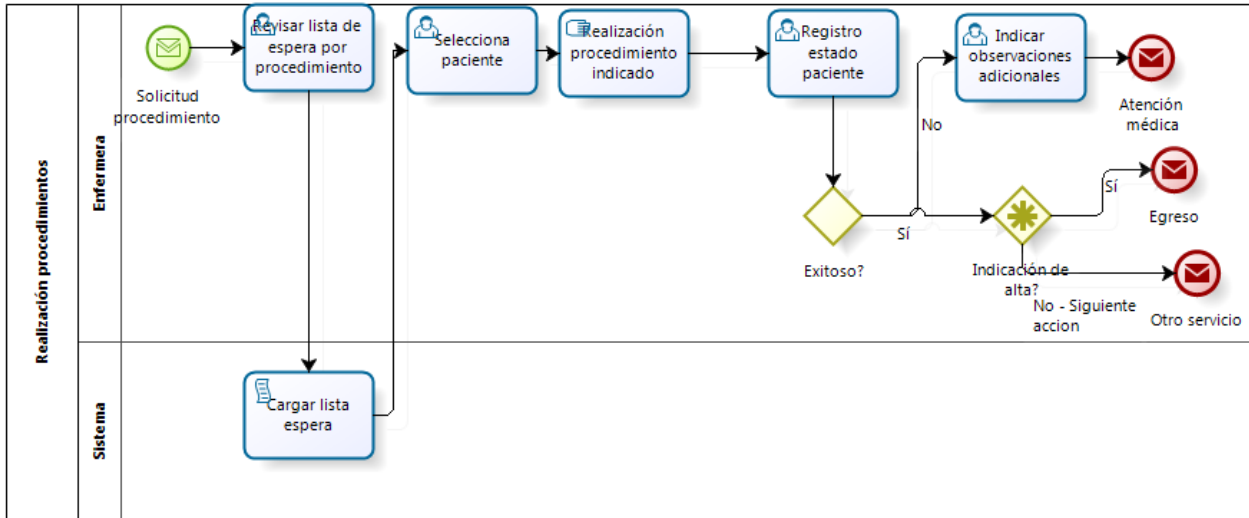 Realización procedimientos
Enfermera
Sistema
Solicitud
procedimiento
Revisar lista de
espera por
procedimiento
Selecciona
paciente
Realización
procedimiento
indicado
Registro
estado
paciente
Indicar
observaciones
adicionales
Atención
médica
No
Exitoso?
Sí
Indicación de
alta?
Sí
Egreso
No - Siguiente
accion
Otro servicio
Cargar lista
espera